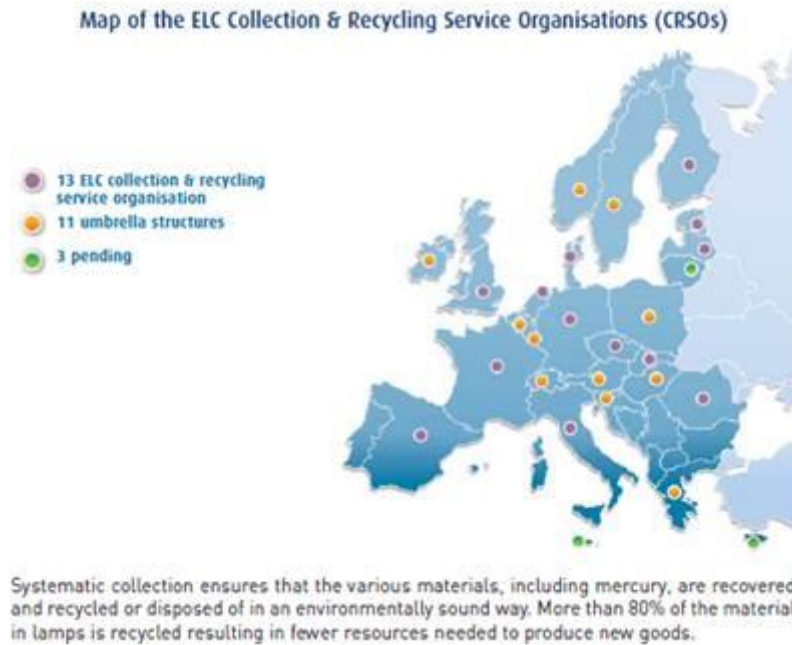 Map of the ELC Collection & Recycling Service Organisations (CRSOs)
13 ELC collection & recycling
service organisation
11 umbrella structures
3 pending
Systematic collection ensures that the various materials, including mercury, are recovered
and recycled or disposed of in an environmentally sound way. More than 80% of the material
in lamps is recycled resulting in fewer resources needed to produce new goods.